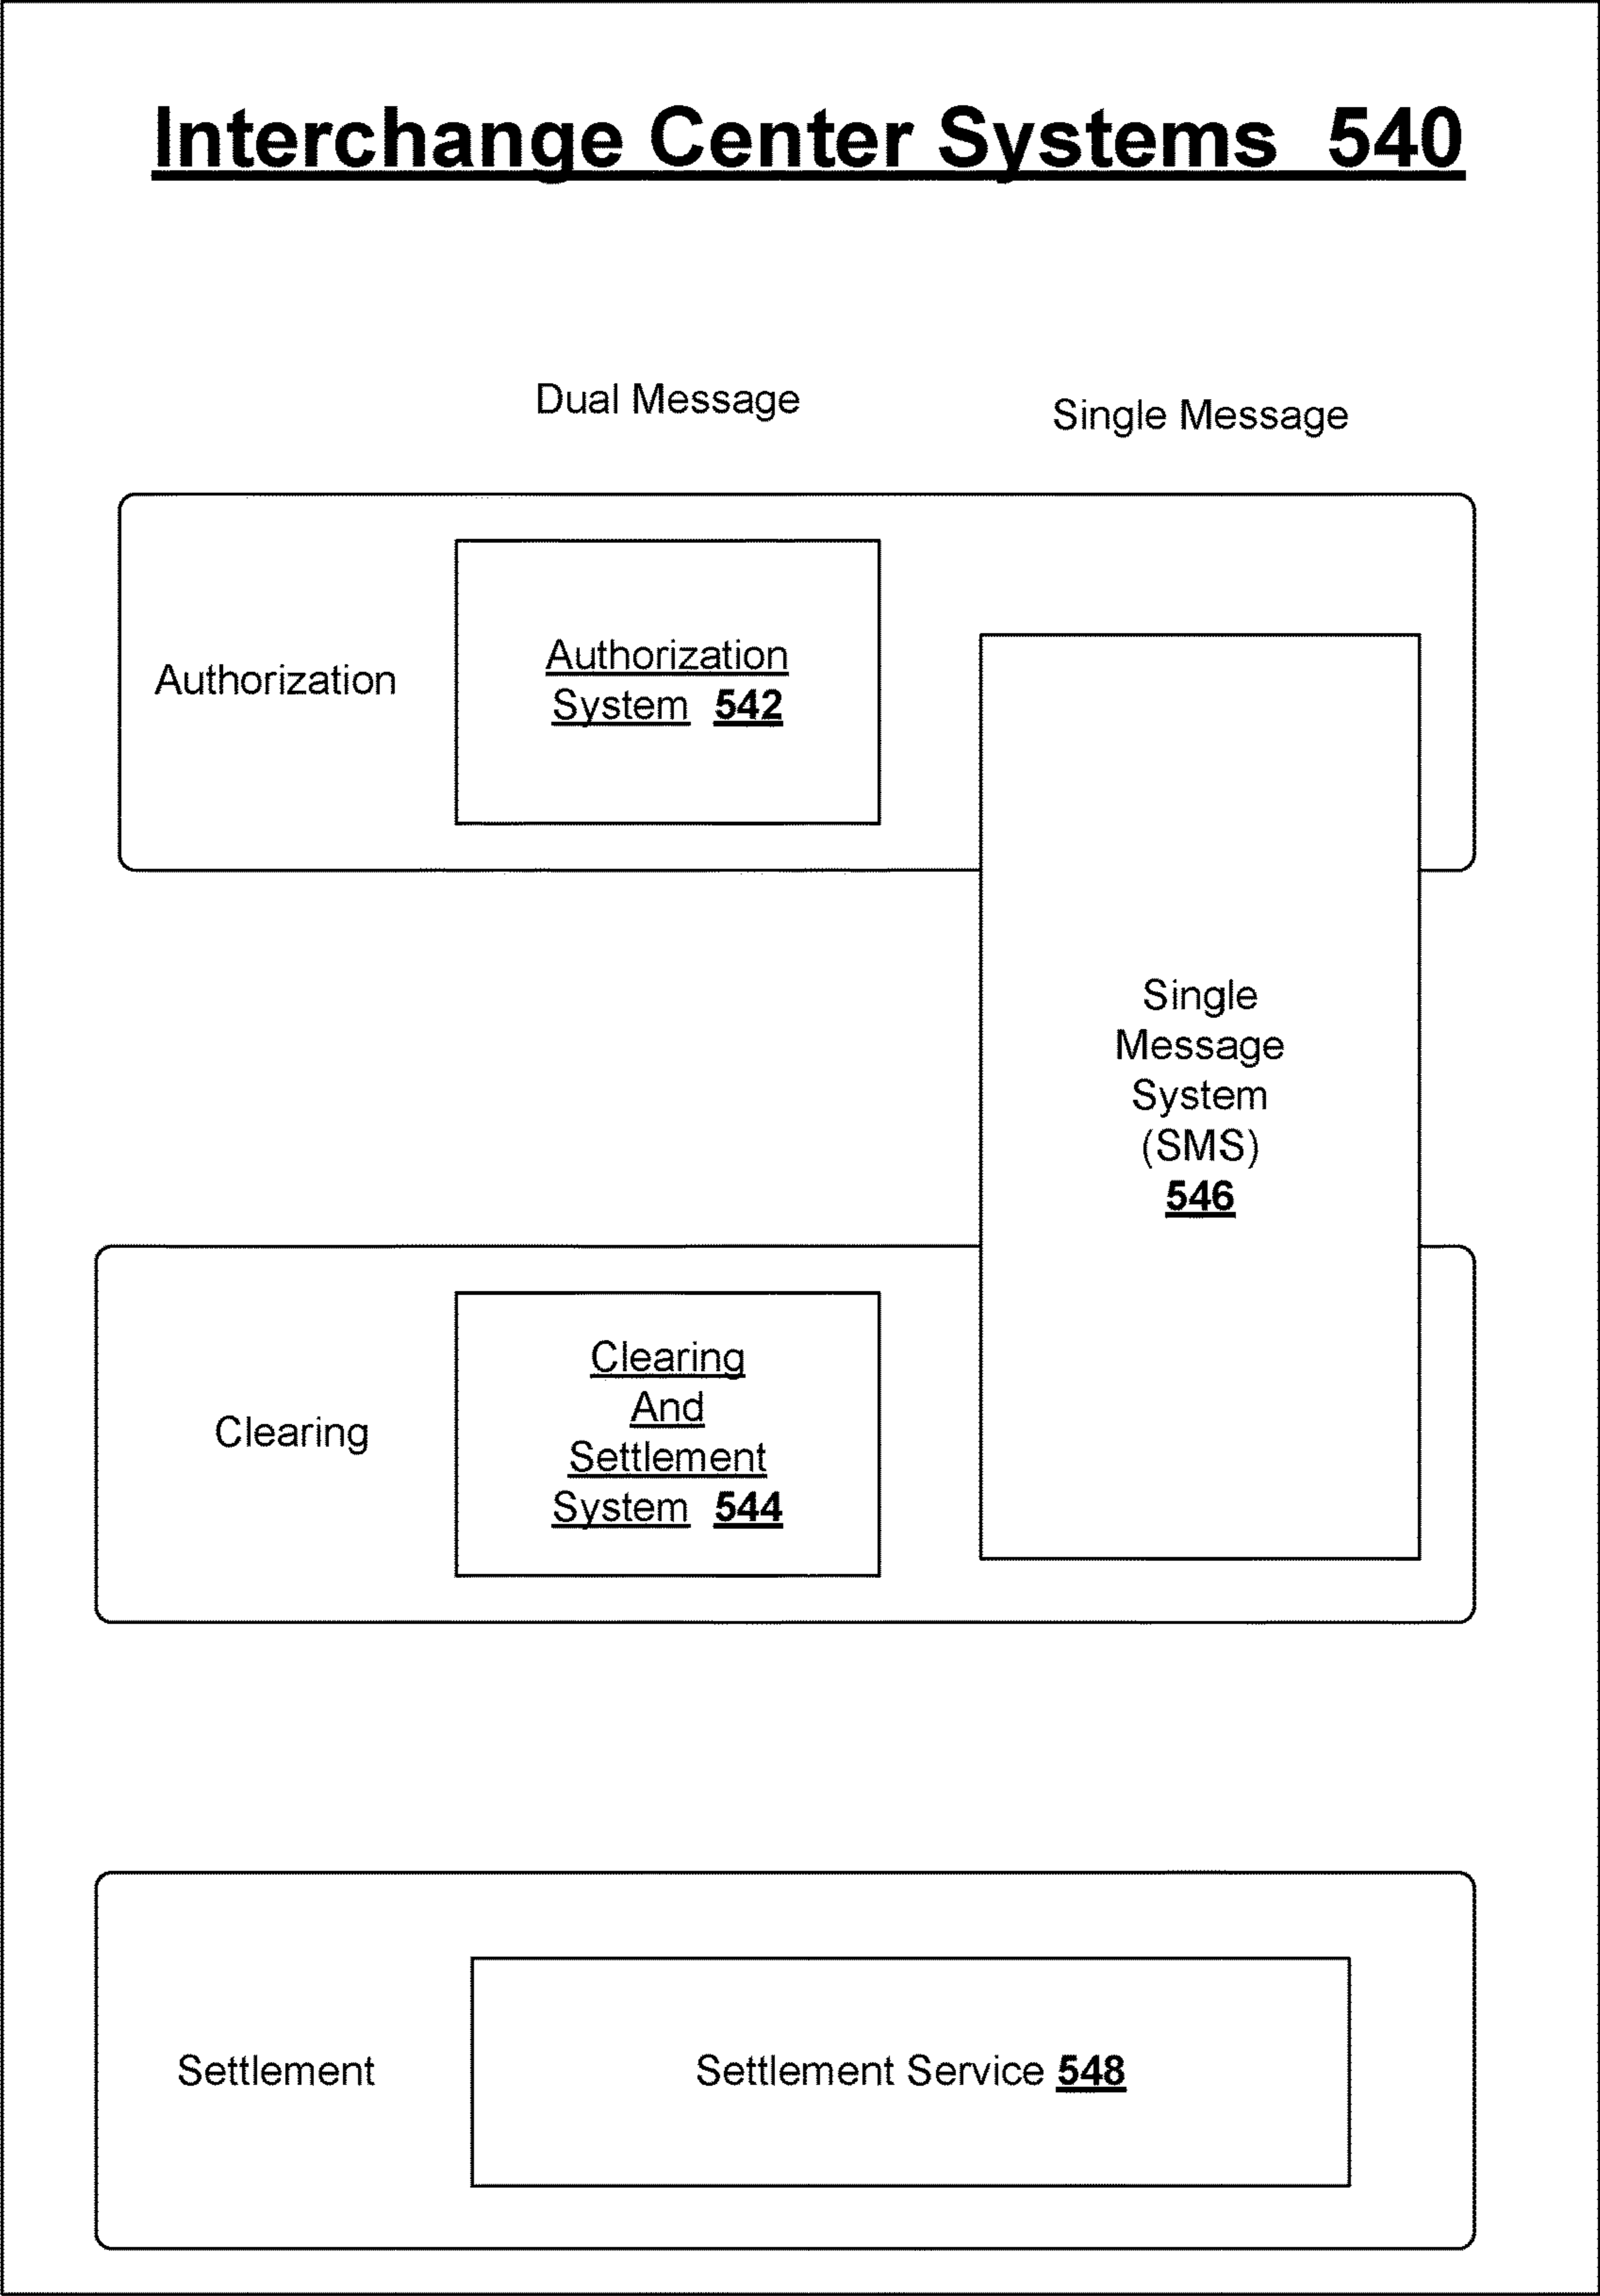 Interchange Center Systems 540
Dual Message
Single Message
Authorization
Authorization
System 542
Single
Message
System
(SMS)
546
Clearing
Clearing
And
Settlement
System 544
Settlement
Settlement Service 548